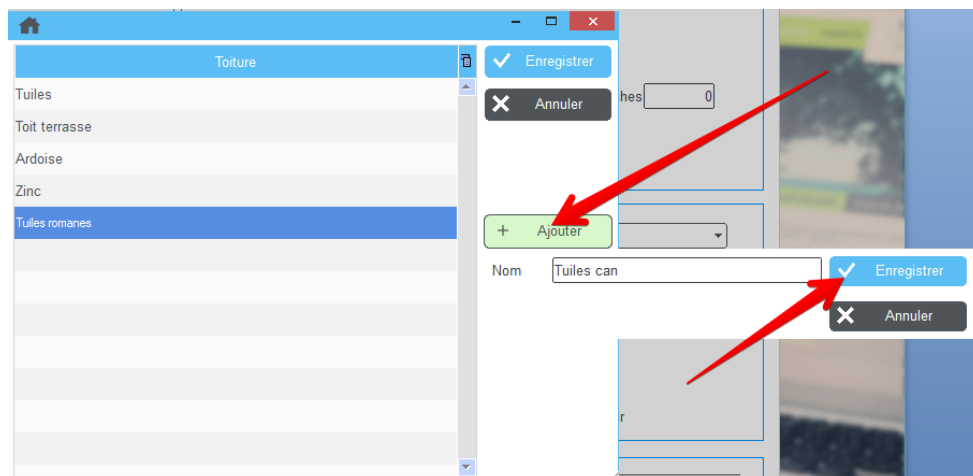 Toiture
Enregistrer
Tuiles
Annuler
hes 0
Toit terrasse
Ardoise
Zinc
Tuiles romanes
+ Ajouter
Nom Tuiles can Enregistrer
Annuler
r